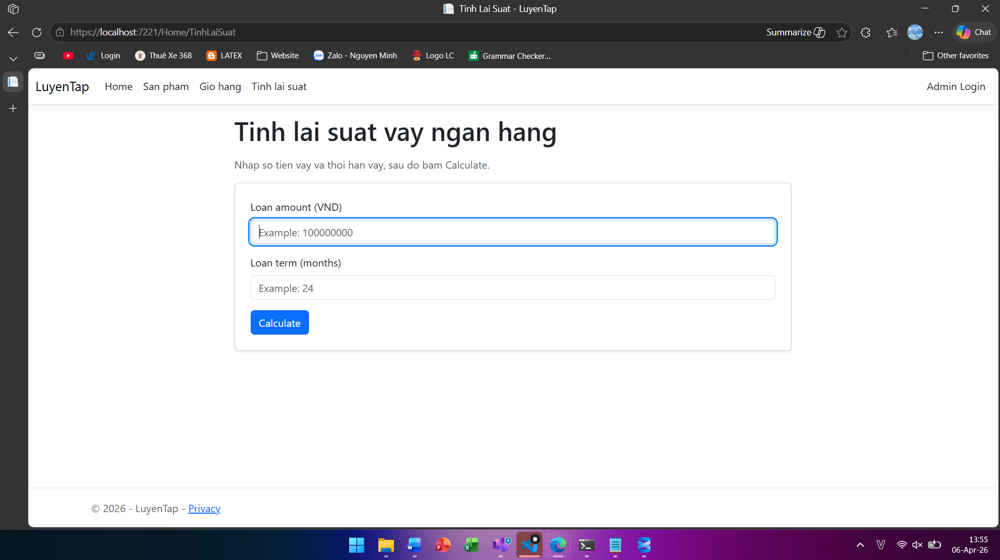 Tinh Lai Suat - LuyenTap
https://localhost:7221/Home/TinhLaiSuat
Summarize
Chat
Login
Thuê Xe 368
LATEX
Website
Zalo - Nguyen Minh
Logo LC
Grammar Checker...
Other favorites
LuyenTap
Home
San pham
Gio hang
Tinh lai suat
Admin Login
Tinh lai suat vay ngan hang
Nhap so tien vay va thoi han vay, sau do bam Calculate.
Loan amount (VND)
Example: 100000000
Loan term (months)
Example: 24
Calculate
© 2026 - LuyenTap - Privacy
13:55
06-Apr-26